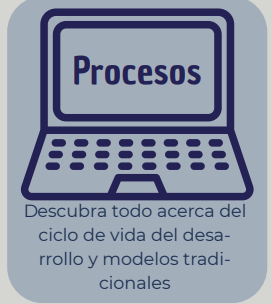 Procesos
Descubra todo acerca del
ciclo de vida del desa-
rrollo y modelos tradi-
cionales